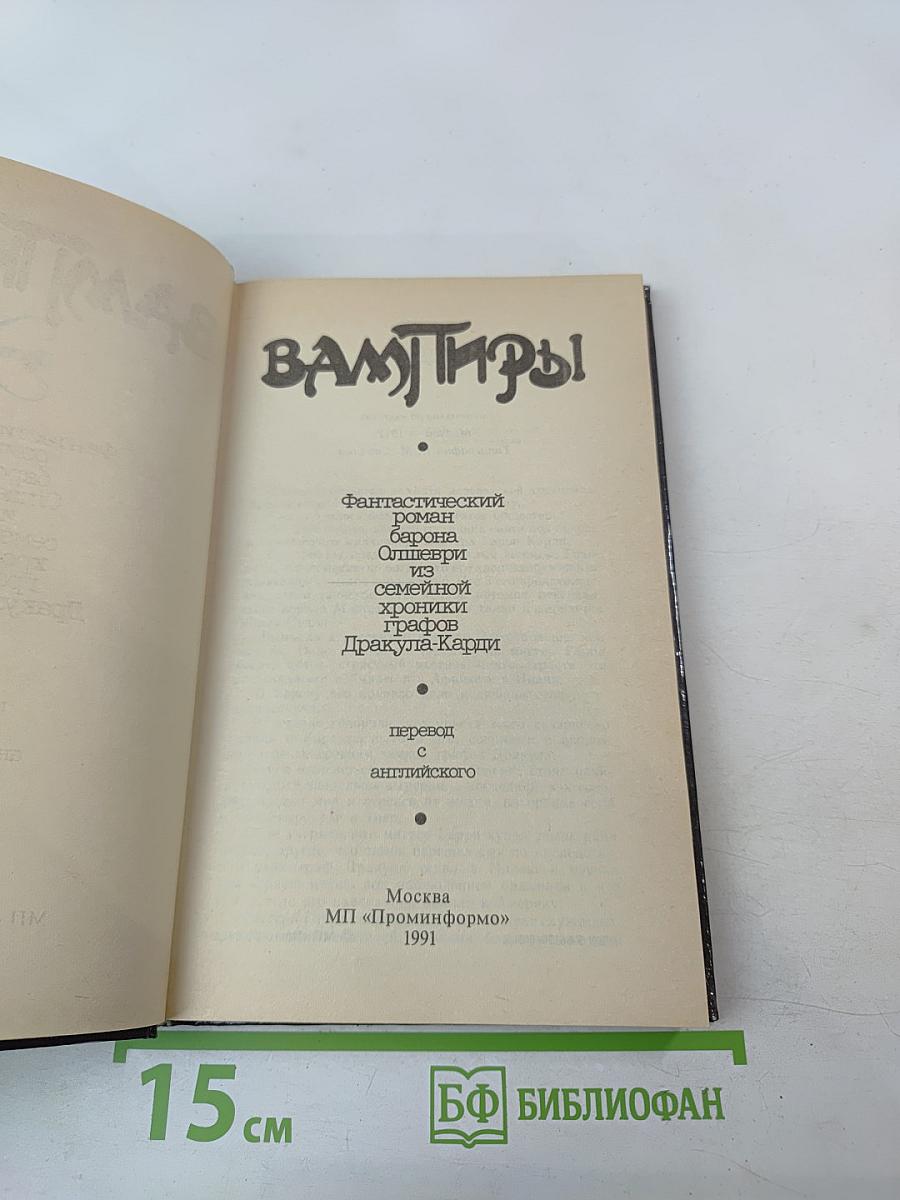 ВАМПИРЫ
Фантастический
роман
барона
Олшеври
из
семейной
хроники
графов
Дракула-Карди
перевод
с
английского
Москва
МП «Проминформо»
1991
15 см
БФ БИБЛИОФАН